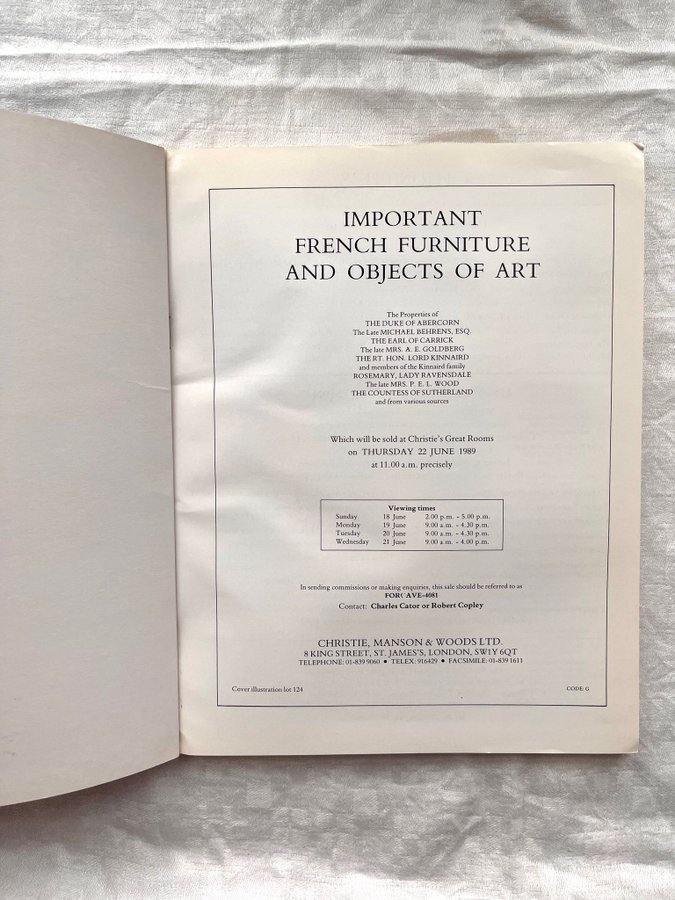 IMPORTANT
FRENCH FURNITURE
AND OBJECTS OF ART
The Properties of
THE DUKE OF ABERCORN
The Late MICHAEL BEHRENS, ESQ.
THE EARL OF CARRICK
The late MRS. A. E. GOLDBERG
THE RT. HON. LORD KINNAIRD
and members of the Kinnaird family
ROSEMARY, LADY RAVENSDALE
The late MRS. P. E. L. WOOD
THE COUNTESS OF SUTHERLAND
and from various sources
Which will be sold at Christie's Great Rooms
on THURSDAY 22 JUNE 1989
at 11.00 a.m. precisely
Viewing times
Sunday 18 June 2.00 p.m. - 5.00 p.m.
Monday 19 June 9.00 a.m. - 4.30 p.m.
Tuesday 20 June 9.00 a.m. - 4.30 p.m.
Wednesday 21 June 9.00 a.m. - 4.00 p.m.
In sending commissions or making enquiries, this sale should be referred to as
Contact: Charles Cator or Robert Copley
CHRISTIE, MANSON & WOODS LTD.
8 KING STREET, ST. JAMES'S, LONDON, SW1Y 6QT
TELEPHONE: 01-839 9060 ● TELEX: 916429 ● FACSIMILE: 01-839 1611
Cover illustration lot 124
CODE: G